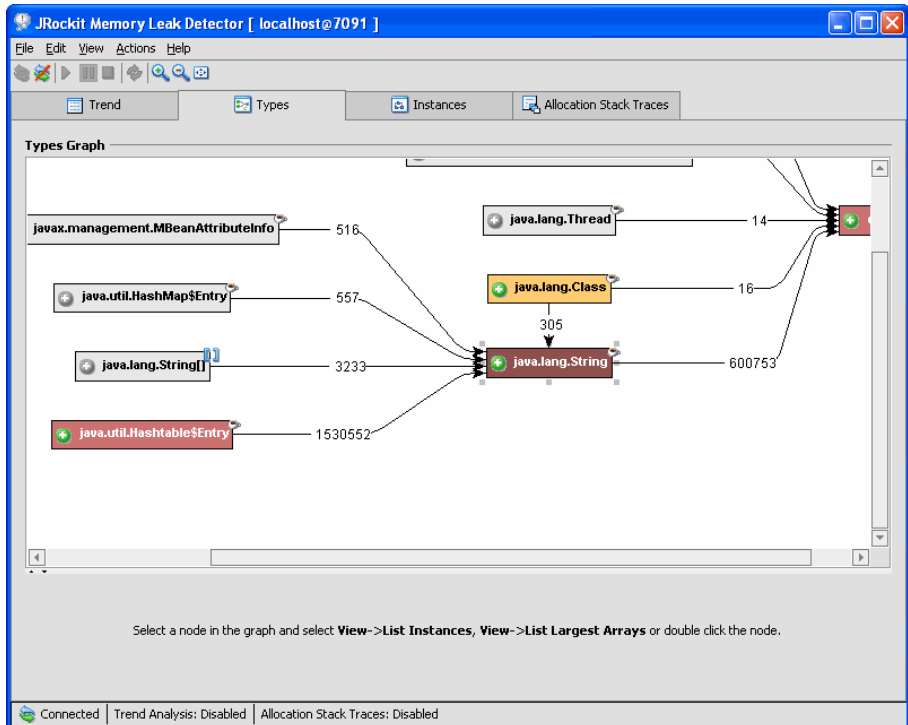 JRockit Memory Leak Detector [ localhost@7091 ]
File Edit View Actions Help
Trend Types Instances Allocation Stack Traces
Types Graph
javax.management.MBeanAttributeInfo
516
java.lang.Thread
14
java.util.HashMap$Entry
557
java.lang.Class
16
305
java.lang.String[]
3233
java.lang.String
600753
java.util.Hashtable$Entry
1530552
Select a node in the graph and select View->List Instances, View->List Largest Arrays or double click the node.
Connected Trend Analysis: Disabled Allocation Stack Traces: Disabled